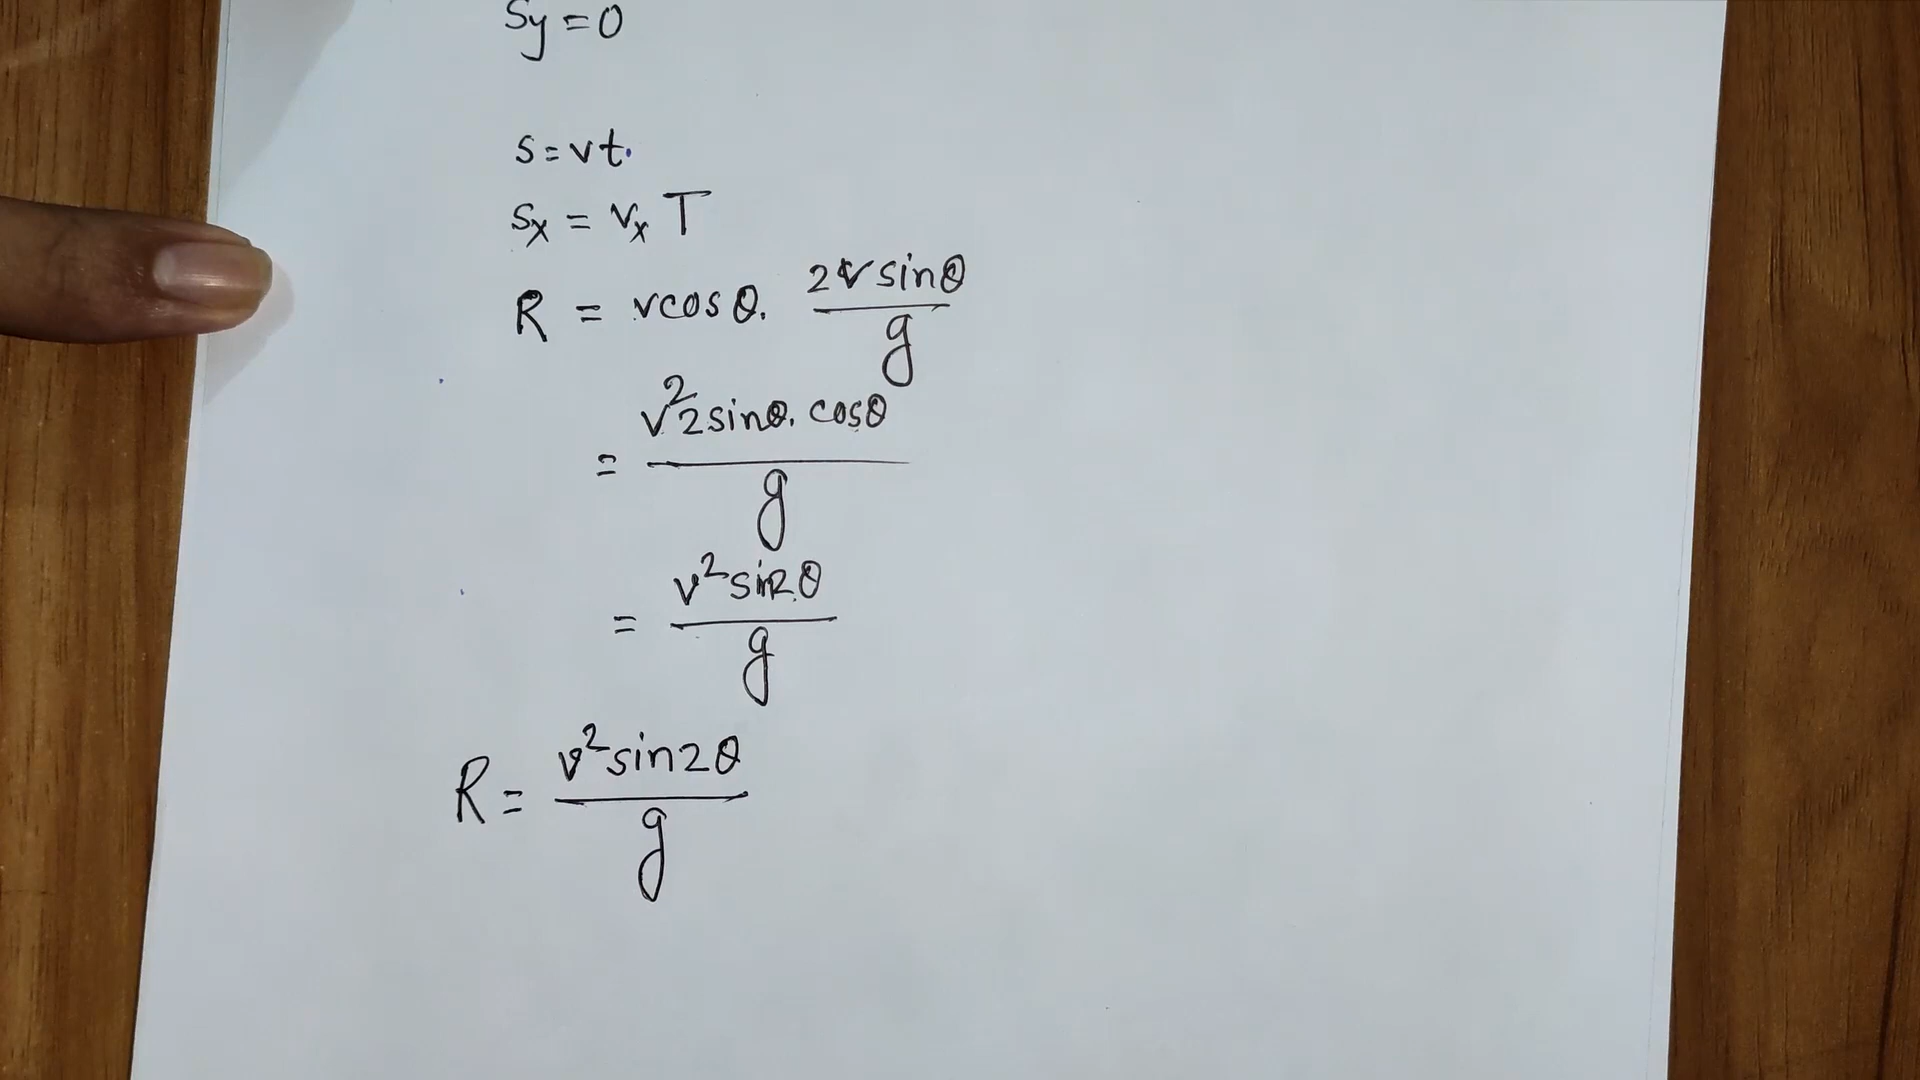 Sy = 0
s = vt.
Sx = Vx T
R = vcosθ. 2vsinθ
g
v²2sinθ. cosθ
=
g
v²sin2θ
=
g
R = v²sin2θ
g